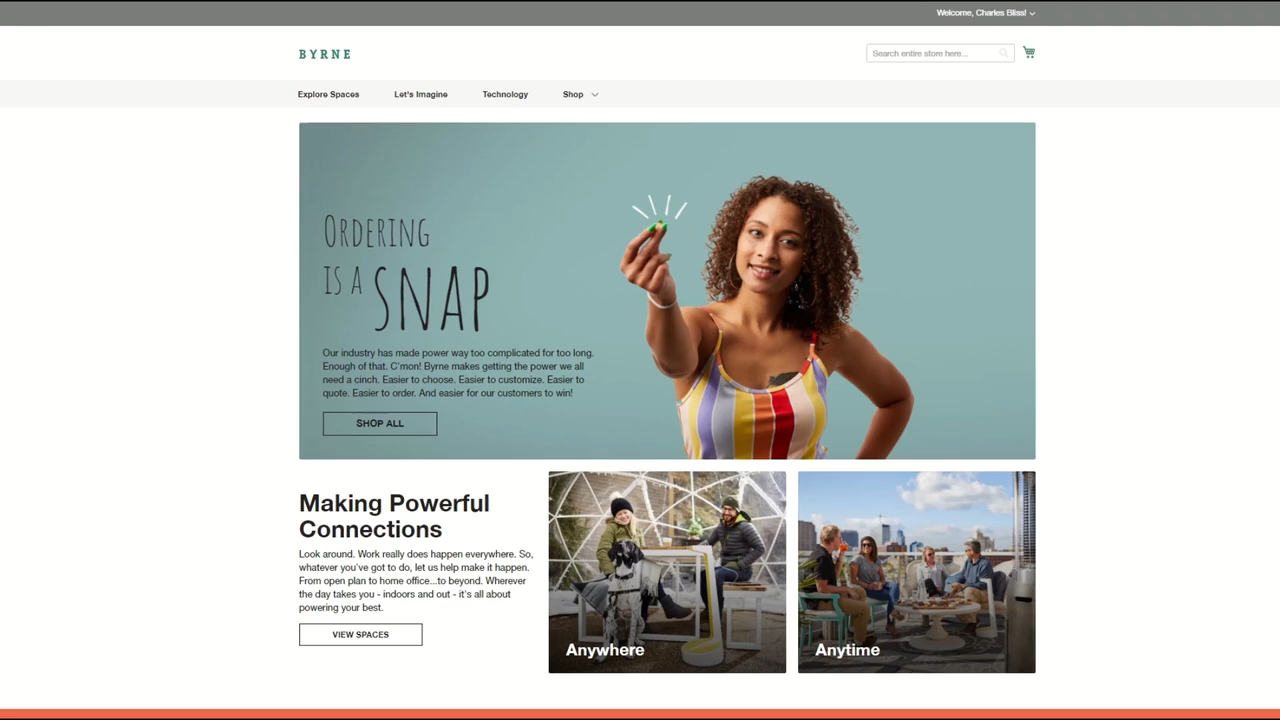 Welcome, Charles Bliss!
BYRNE
Search entire store here...
Explore Spaces
Let's Imagine
Technology
Shop
ORDERING
IS A SNAP
Our industry has made power way too complicated for too long.
Enough of that. C'mon! Byrne makes getting the power we all
need a cinch. Easier to choose. Easier to customize. Easier to
quote. Easier to order. And easier for our customers to win!
SHOP ALL
Making Powerful
Connections
Look around. Work really does happen everywhere. So,
whatever you've got to do, let us help make it happen.
From open plan to home office...to beyond. Wherever
the day takes you - indoors and out - it's all about
powering your best.
VIEW SPACES
Anywhere
Anytime